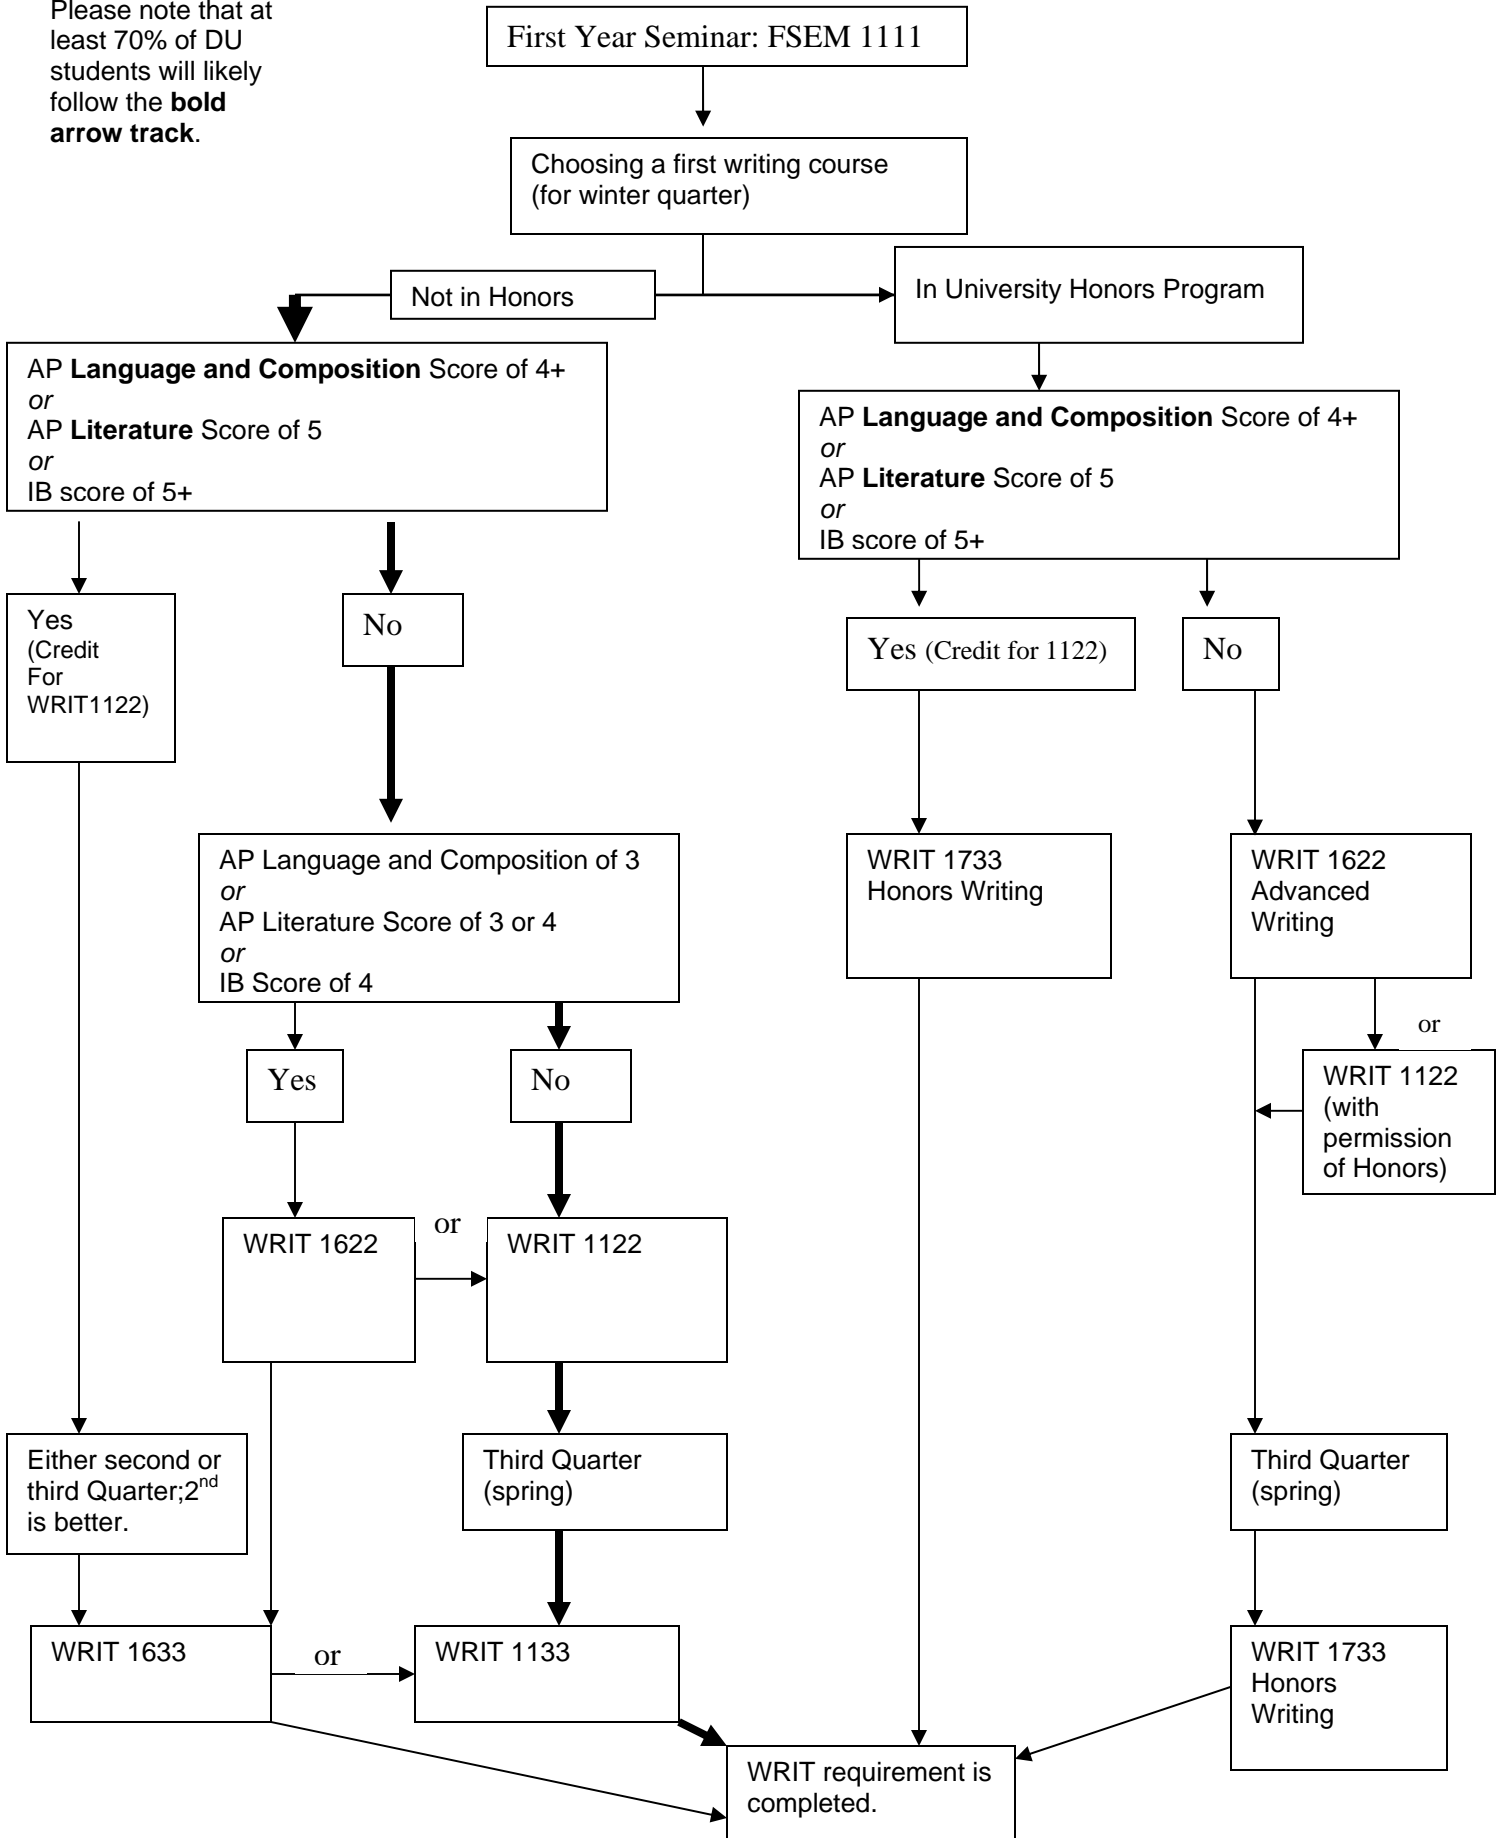 Please note that at
least 70% of DU
students will likely
follow the bold
arrow track.
First Year Seminar: FSEM 1111
Choosing a first writing course
(for winter quarter)
Not in Honors
In University Honors Program
AP Language and Composition Score of 4+
or
AP Literature Score of 5
or
IB score of 5+
AP Language and Composition Score of 4+
or
AP Literature Score of 5
or
IB score of 5+
Yes
(Credit
For
WRIT1122)
No
Yes (Credit for 1122)
No
AP Language and Composition of 3
or
AP Literature Score of 3 or 4
or
IB Score of 4
WRIT 1733
Honors Writing
WRIT 1622
Advanced
Writing
or
Yes
No
WRIT 1122
(with
permission
of Honors)
WRIT 1622
or
WRIT 1122
Either second or
third Quarter;2nd
is better.
Third Quarter
(spring)
Third Quarter
(spring)
WRIT 1633
or
WRIT 1133
WRIT 1733
Honors
Writing
WRIT requirement is
completed.